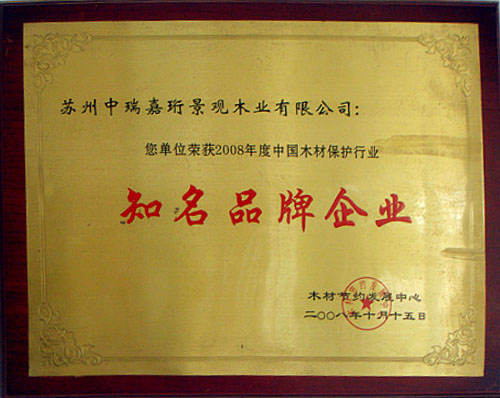 苏州中瑞嘉珩景观木业有限公司：
您单位荣获2008年度中国木材保护行业
知名品牌企业
木材节约发展中心
二〇〇八年十月十五日